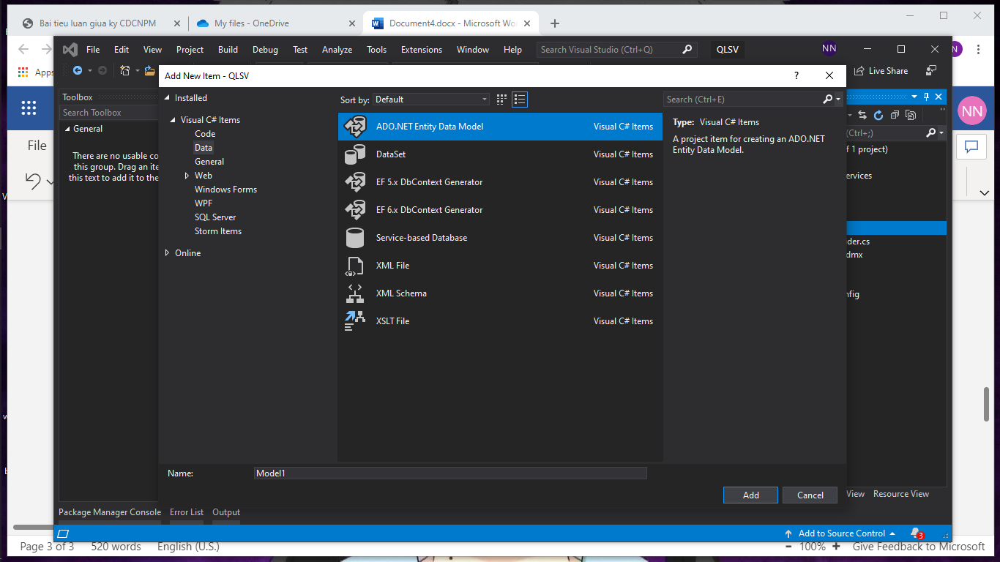 Bai tieu luan giua ky CDCNPM
My files - OneDrive
Document4.docx - Microsoft Wo
File Edit View Project Build Debug Test Analyze Tools Extensions Window Help
Search Visual Studio (Ctrl+Q)
QLSV
NN
N
Apps
Live Share
Add New Item - QLSV
?
Toolbox
Search Toolbox
General
There are no usable co
this group. Drag an ite
this text to add it to the
File
Installed
Visual C# Items
Code
Data
General
Web
Windows Forms
WPF
SQL Server
Storm Items
Online
Sort by: Default
Search (Ctrl+E)
ADO.NET Entity Data Model Visual C# Items
DataSet Visual C# Items
EF 5.x DbContext Generator Visual C# Items
EF 6.x DbContext Generator Visual C# Items
Service-based Database Visual C# Items
XML File Visual C# Items
XML Schema Visual C# Items
XSLT File Visual C# Items
Type: Visual C# Items
A project item for creating an ADO.NET
Entity Data Model.
NN
(Ctrl+;)
f 1 project)
ervices
der.cs
dmx
nfig
Name: Model1
Add Cancel
View Resource View
Package Manager Console Error List Output
Add to Source Control
3
Page 3 of 3 520 words English (U.S.)
100% Give Feedback to Microsoft